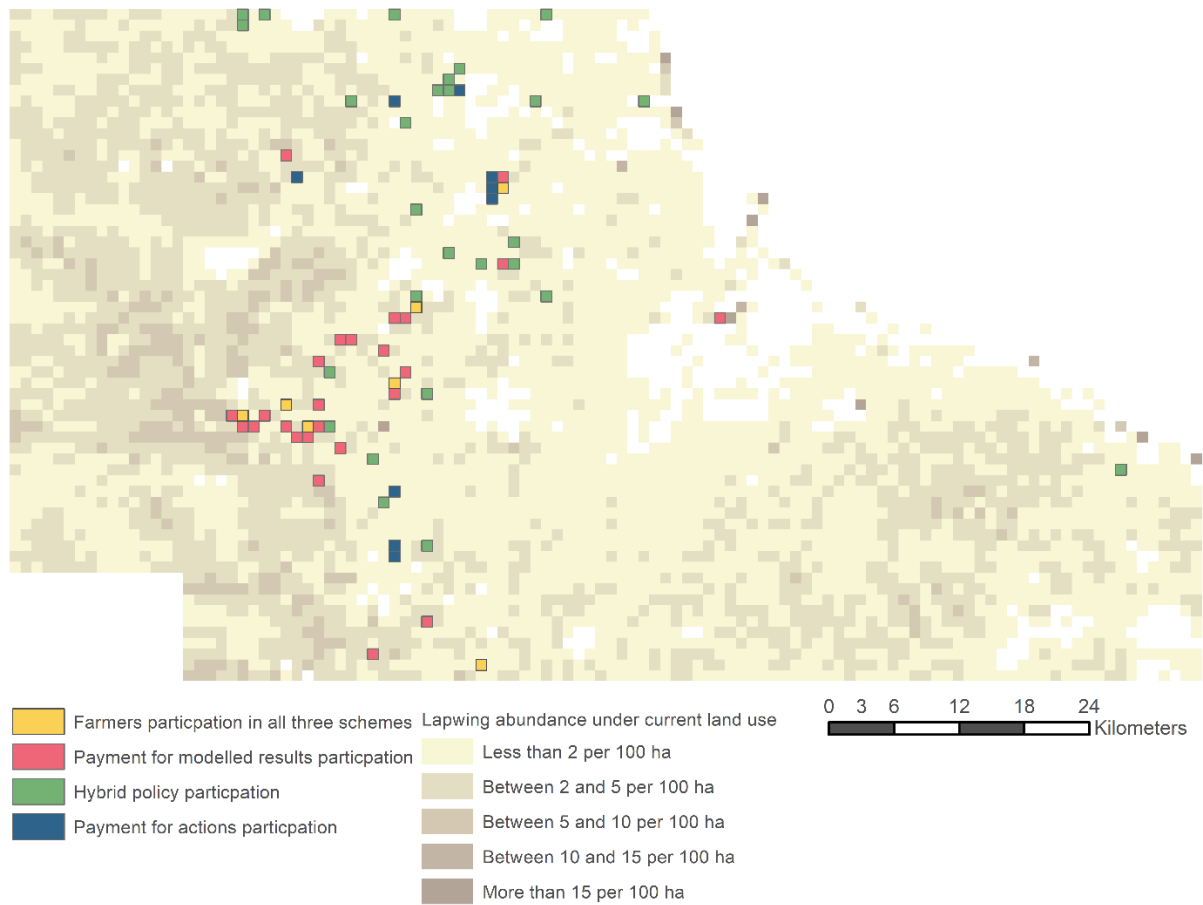 Farmers particpation in all three schemes
Payment for modelled results particpation
Hybrid policy particpation
Payment for actions particpation
Lapwing abundance under current land use
Less than 2 per 100 ha
Between 2 and 5 per 100 ha
Between 5 and 10 per 100 ha
Between 10 and 15 per 100 ha
More than 15 per 100 ha
0 3 6 12 18 24
Kilometers